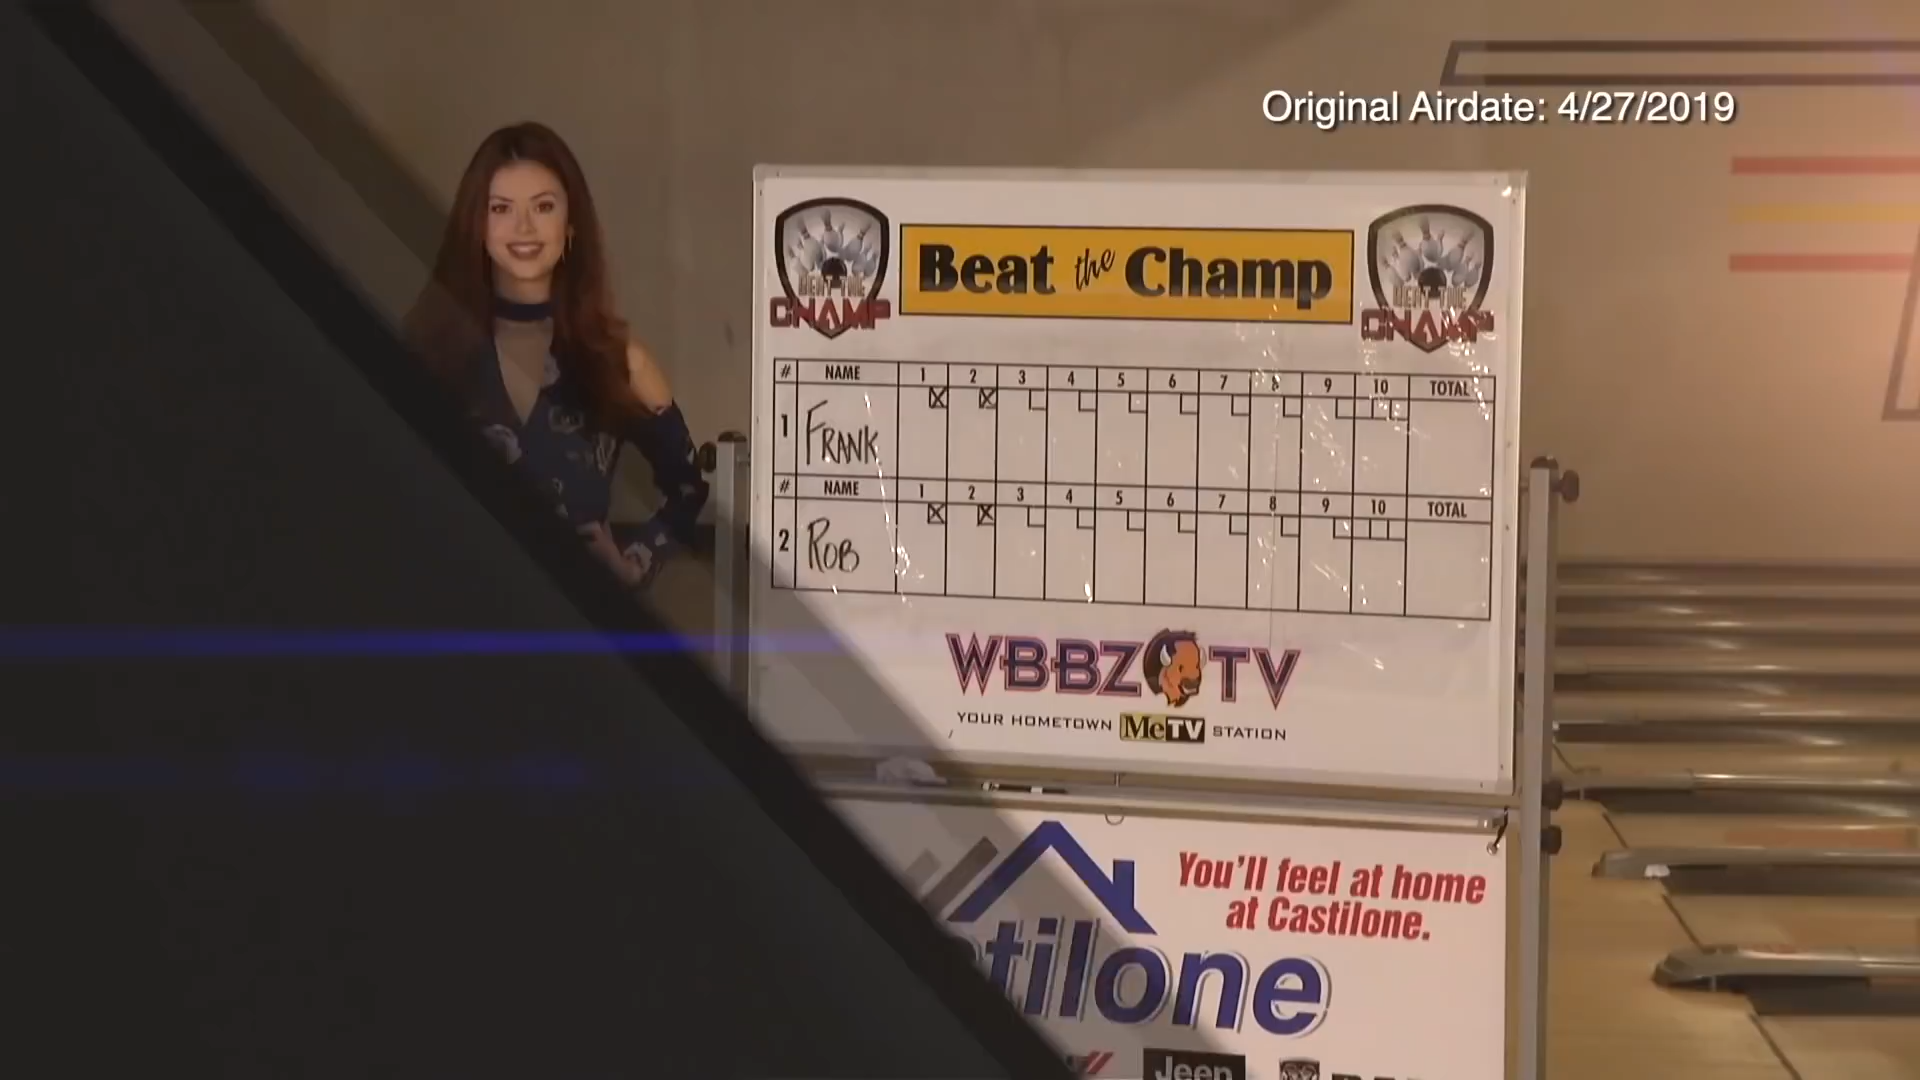 Original Airdate: 4/27/2019
BEAT THE
CHAMP
Beat the Champ
BEAT THE
CHAMP
# NAME 1 2 3 4 5 6 7 8 9 10 TOTAL
1 FRANK X X
# NAME 1 2 3 4 5 6 7 8 9 10 TOTAL
2 ROB X X
WBBZ TV
YOUR HOMETOWN MeTV STATION
You'll feel at home
at Castilone.
tilone
Jeep